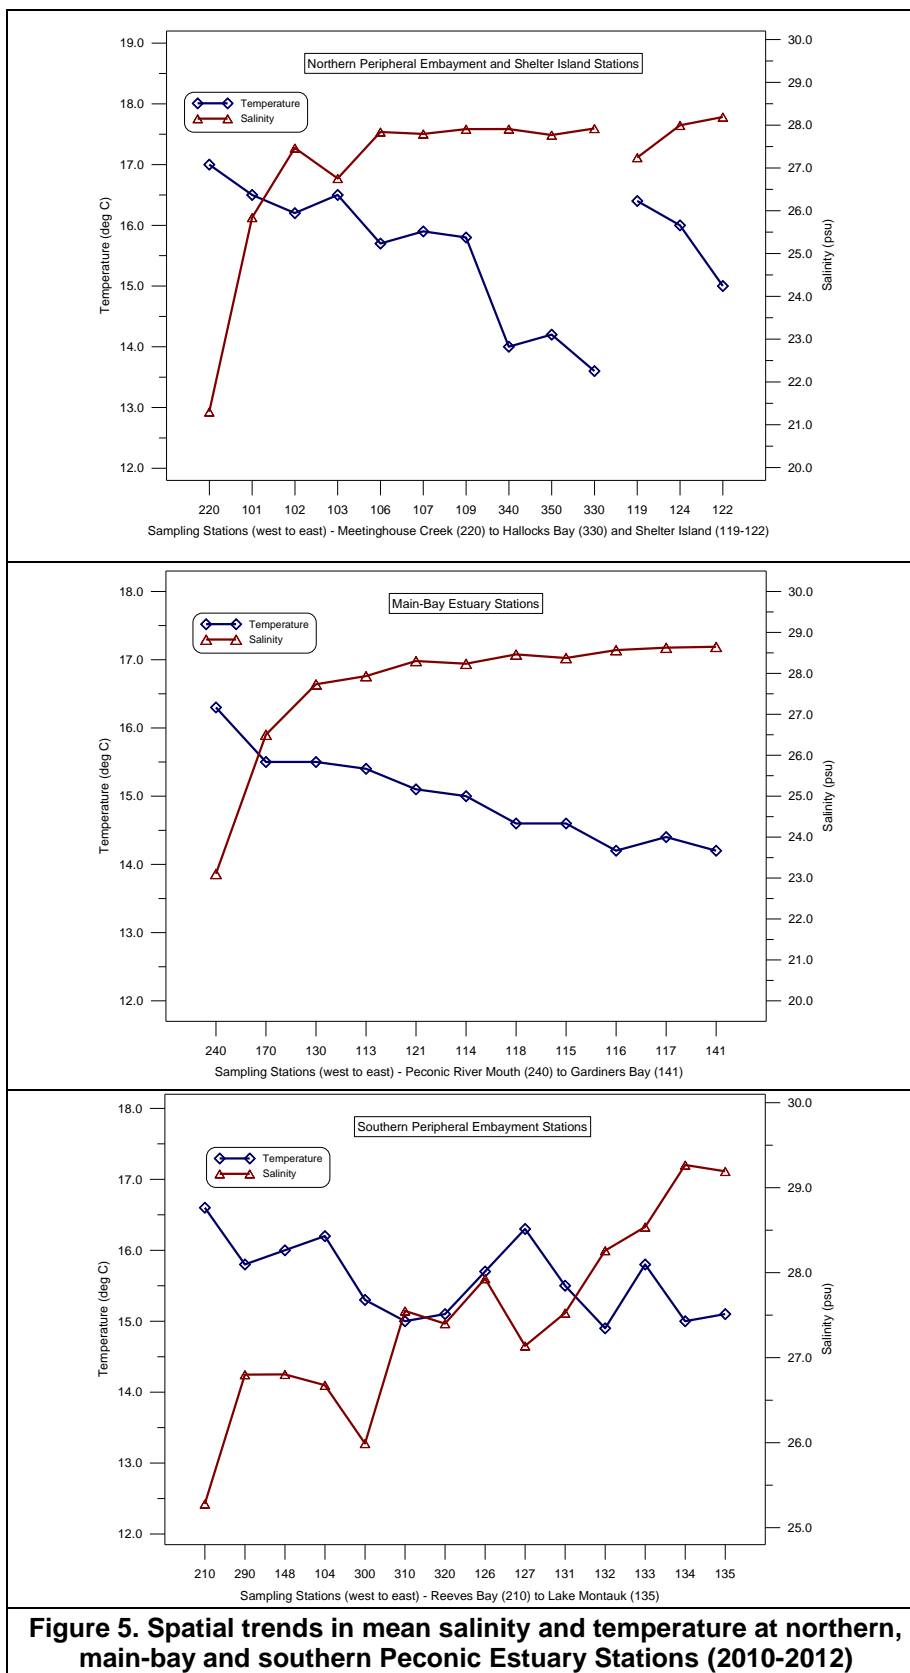 Northern Peripheral Embayment and Shelter Island Stations
Temperature
Salinity
19.0
18.0
17.0
16.0
15.0
14.0
13.0
12.0
Temperature (deg C)
30.0
29.0
28.0
27.0
26.0
25.0
24.0
23.0
22.0
21.0
20.0
Salinity (psu)
220 101 102 103 106 107 109 340 350 330 119 124 122
Sampling Stations (west to east) - Meetinghouse Creek (220) to Hallocks Bay (330) and Shelter Island (119-122)
Main-Bay Estuary Stations
Temperature
Salinity
18.0
17.0
16.0
15.0
14.0
13.0
12.0
Temperature (deg C)
30.0
29.0
28.0
27.0
26.0
25.0
24.0
23.0
22.0
21.0
20.0
Salinity (psu)
240 170 130 113 121 114 118 115 116 117 141
Sampling Stations (west to east) - Peconic River Mouth (240) to Gardiners Bay (141)
Southern Peripheral Embayment Stations
Temperature
Salinity
18.0
17.0
16.0
15.0
14.0
13.0
12.0
Temperature (deg C)
30.0
29.0
28.0
27.0
26.0
25.0
Salinity (psu)
210 290 148 104 300 310 320 126 127 131 132 133 134 135
Sampling Stations (west to east) - Reeves Bay (210) to Lake Montauk (135)
Figure 5. Spatial trends in mean salinity and temperature at northern,
main-bay and southern Peconic Estuary Stations (2010-2012)